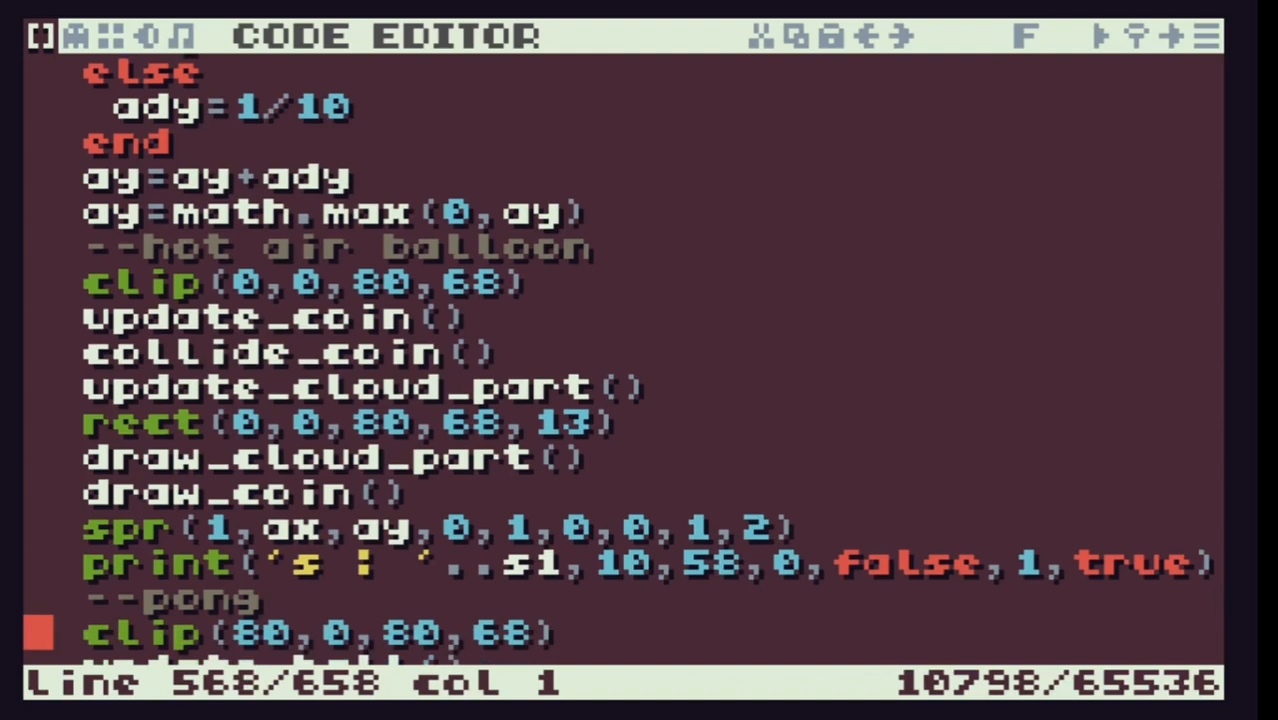 CODE EDITOR F
else
ady=1/10
end
ay=ay+ady
ay=math.max(0,ay)
--hot air balloon
clip(0,0,80,68)
update_coin()
collide_coin()
update_cloud_part()
rect(0,0,80,68,13)
draw_cloud_part()
draw_coin()
spr(1,ax,ay,0,1,0,0,1,2)
print('s : '..s1,10,58,0,false,1,true)
--pong
clip(80,0,80,68)
line 568/658 col 1 10798/65536